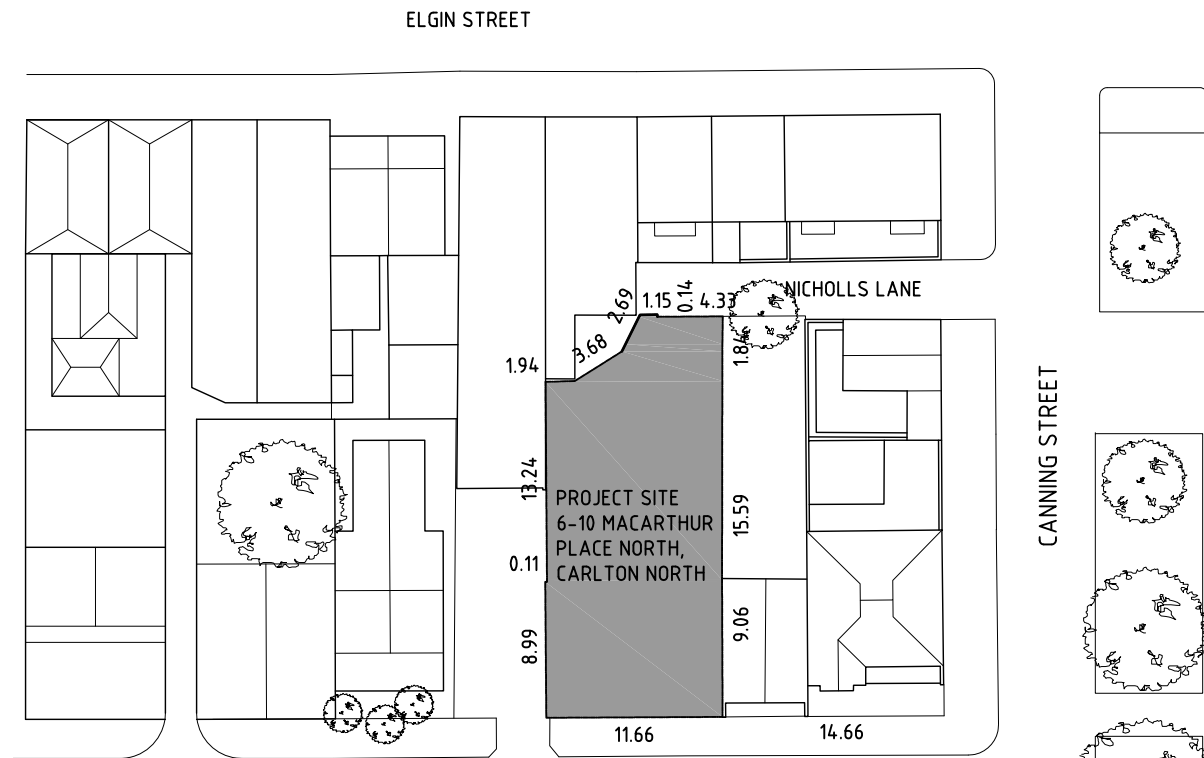 ELGIN STREET
NICHOLLS LANE
2.69
1.15
0.14
4.33
3.68
1.84
1.94
CANNING STREET
13.24
PROJECT SITE
6-10 MACARTHUR
PLACE NORTH,
CARLTON NORTH
15.59
0.11
8.99
9.06
11.66
14.66